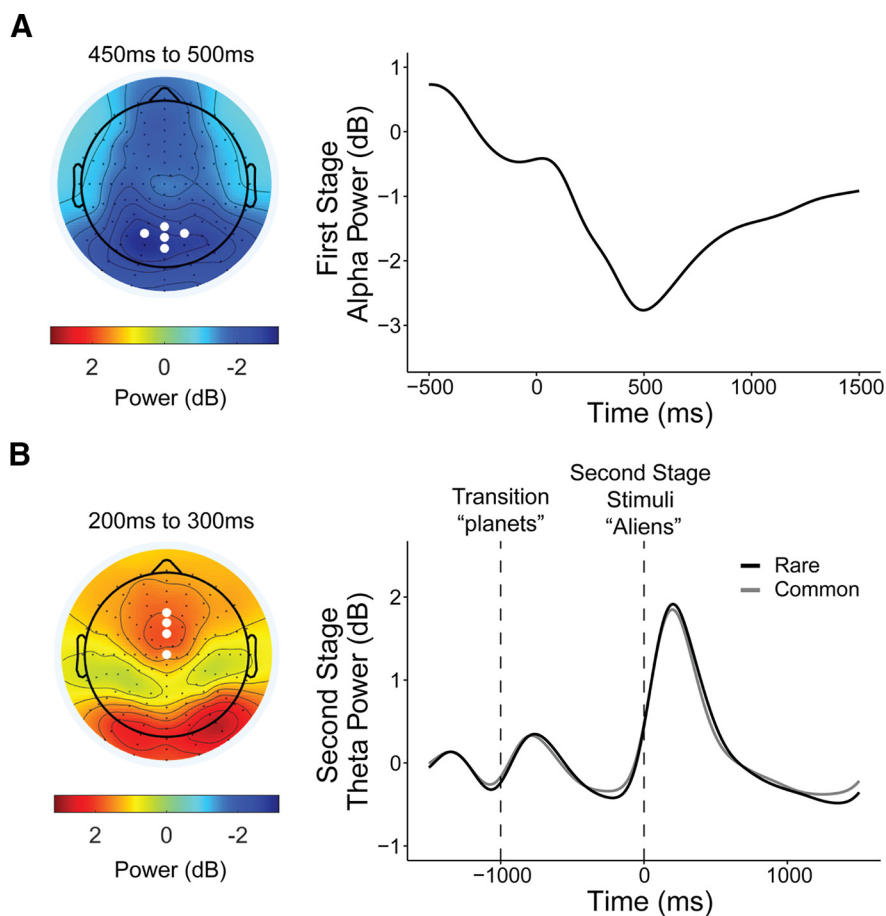 A
450ms to 500ms
2 0 -2
Power (dB)
First Stage
Alpha Power (dB)
1
0
−1
−2
−3
−500 0 500 1000 1500
Time (ms)
B
200ms to 300ms
2 0 -2
Power (dB)
Transition
“planets”
Second Stage
Stimuli
“Aliens”
Rare
Common
Second Stage
Theta Power (dB)
2
1
0
−1
−1000 0 1000
Time (ms)